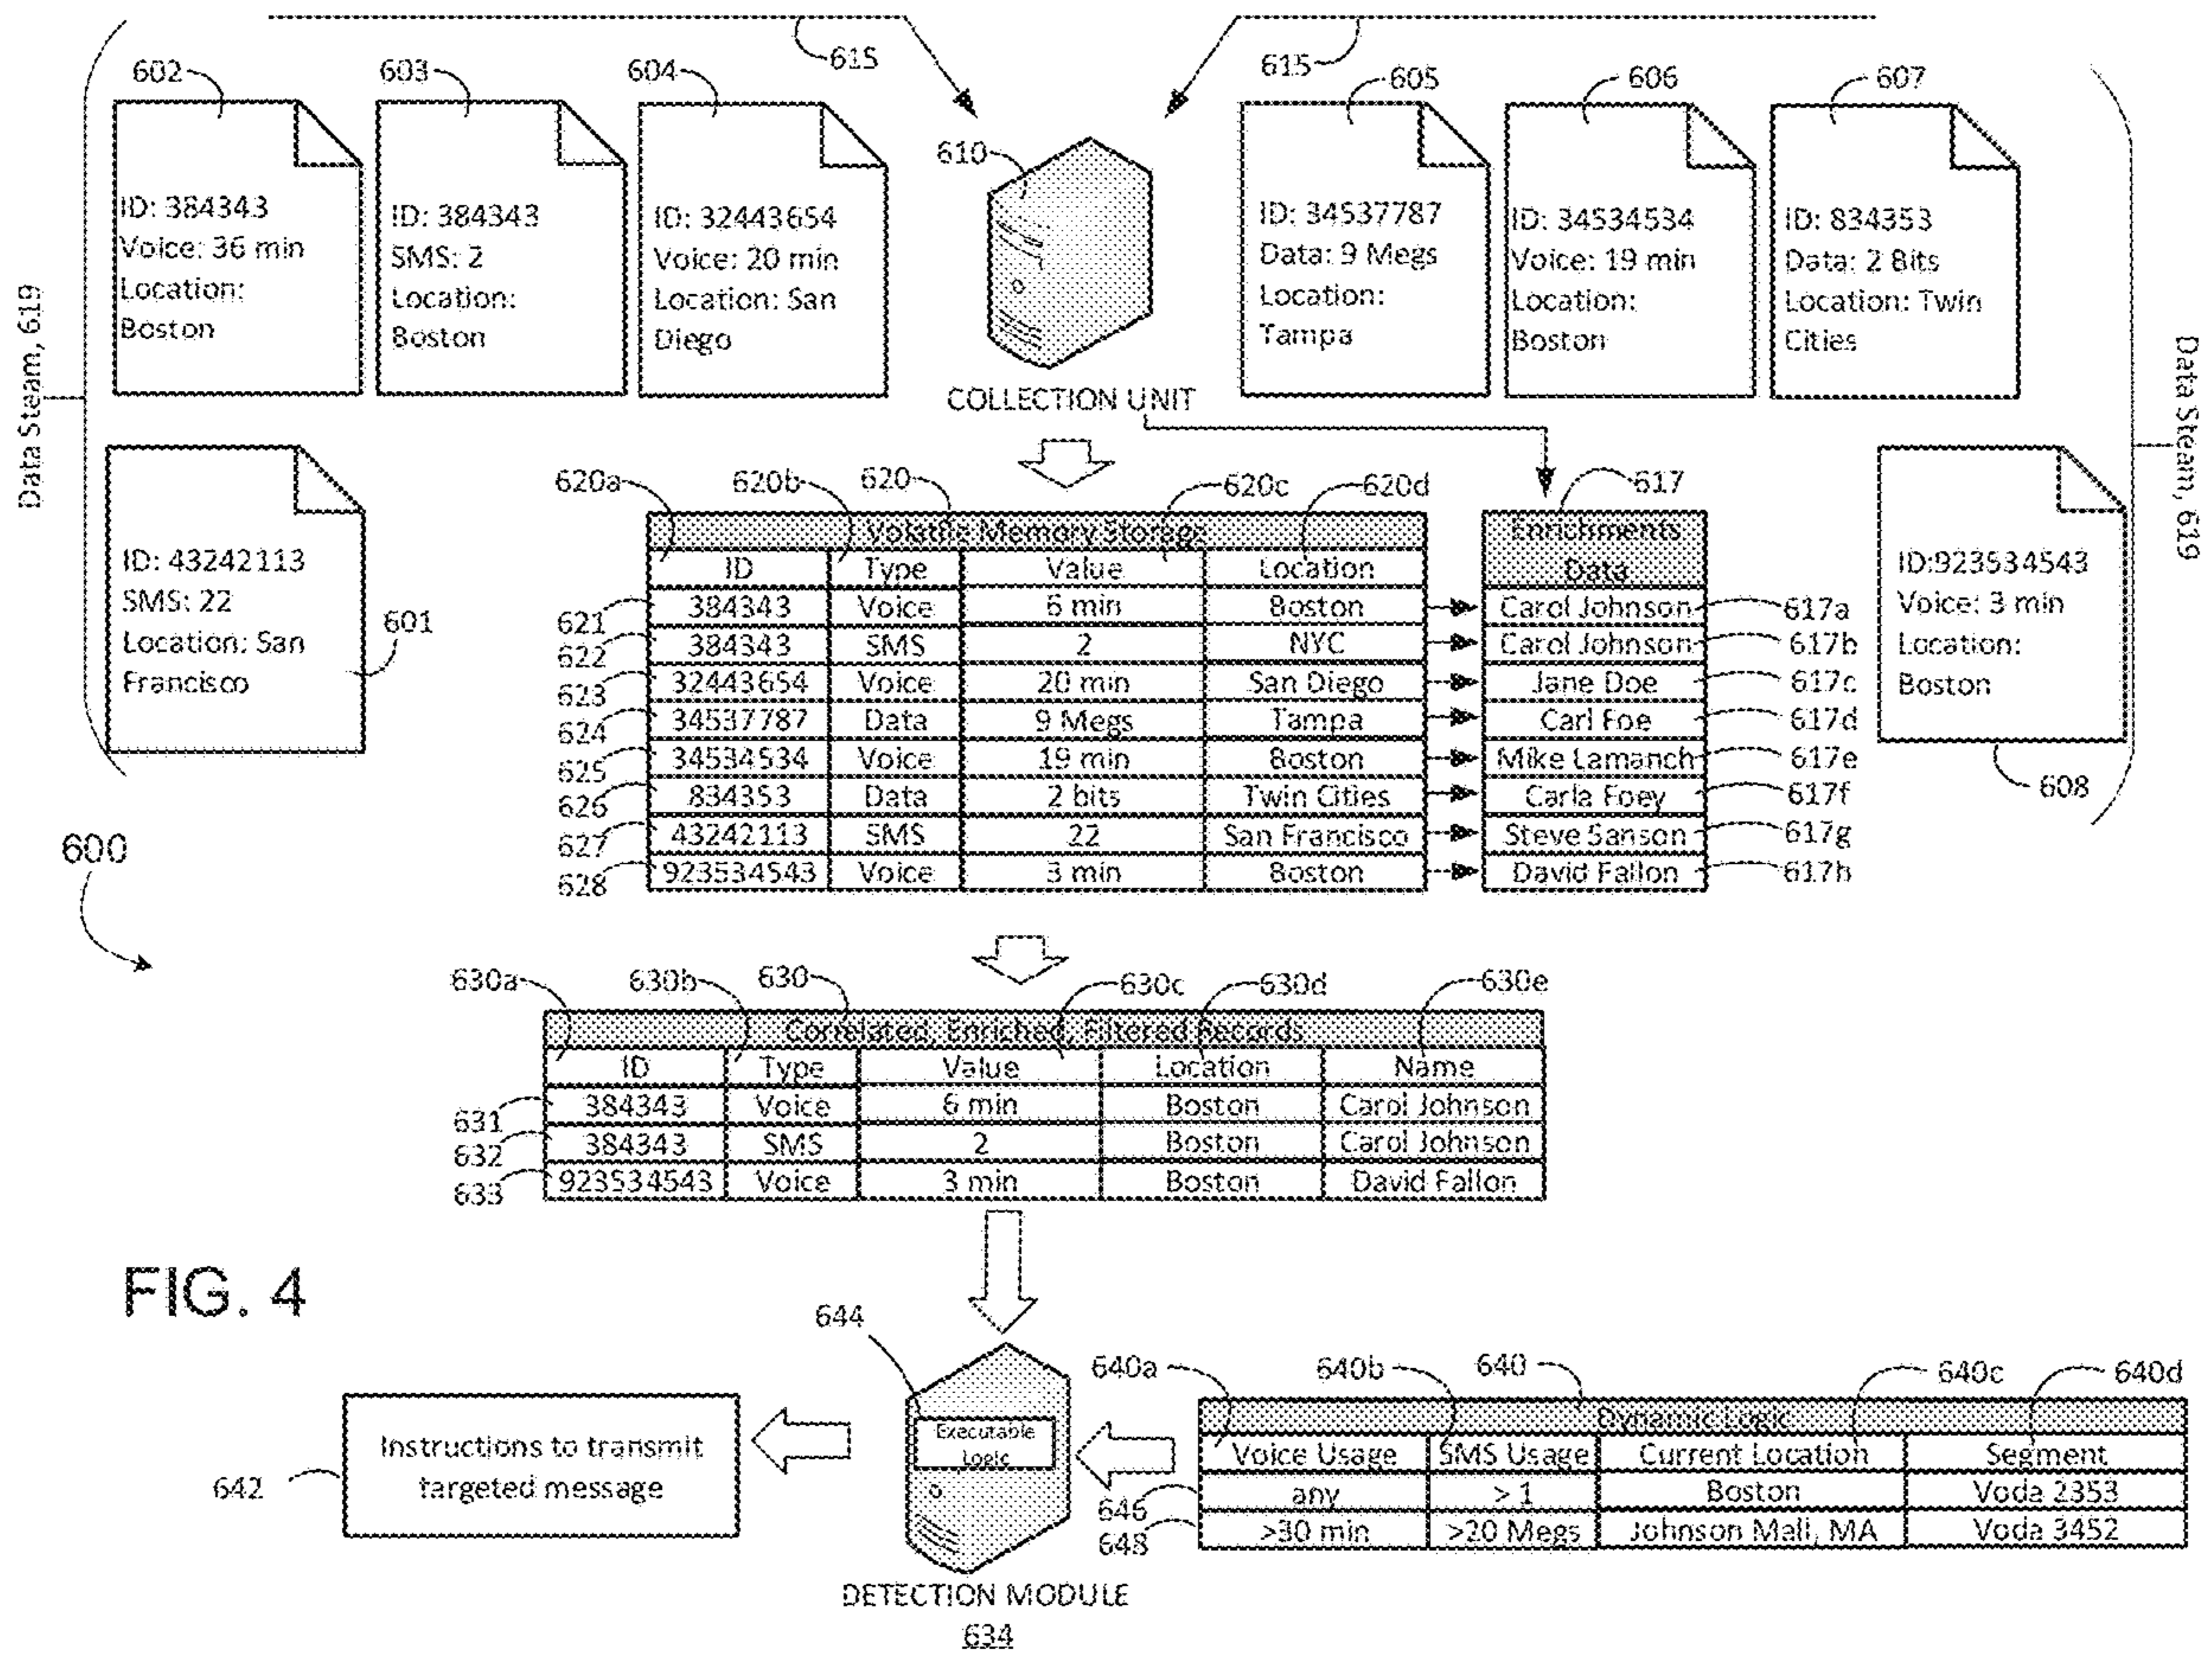 615
615
602
603
604
605
606
607
610
ID: 384343
Voice: 36 min
Location:
Boston
ID: 384343
SMS: 2
Location:
Boston
ID: 32443654
Voice: 20 min
Location: San
Diego
ID: 34537787
Data: 9 Megs
Location:
Tampa
ID: 34534534
Voice: 19 min
Location:
Boston
ID: 834353
Data: 2 Bits
Location: Twin
Cities
Data Steam, 619
Data Steam, 619
COLLECTION UNIT
ID: 43242113
SMS: 22
Location: San
Francisco
601
ID:923534543
Voice: 3 min
Location:
Boston
608
620a 620b 620 620c 620d 617
Volatile Memory Storage
Enrichments
Data
ID Type Value Location
621 384343 Voice 6 min Boston Carol Johnson 617a
622 384343 SMS 2 NYC Carol Johnson 617b
623 32443654 Voice 20 min San Diego Jane Doe 617c
624 34537787 Data 9 Megs Tampa Carl Foe 617d
625 34534534 Voice 19 min Boston Mike Lamanch 617e
626 834353 Data 2 bits Twin Cities Carla Foey 617f
627 43242113 SMS 22 San Francisco Steve Sanson 617g
628 923534543 Voice 3 min Boston David Fallon 617h
600
630a 630b 630 630c 630d 630e
Correlated, Enriched, Filtered Records
ID Type Value Location Name
631 384343 Voice 6 min Boston Carol Johnson
632 384343 SMS 2 Boston Carol Johnson
633 923534543 Voice 3 min Boston David Fallon
FIG. 4
644
Executable
Logic
DETECTION MODULE
634
642
Instructions to transmit
targeted message
640a 640b 640 640c 640d
Dynamic Logic
Voice Usage SMS Usage Current Location Segment
646 any > 1 Boston Voda 2353
648 >30 min >20 Megs Johnson Mall, MA Voda 3452